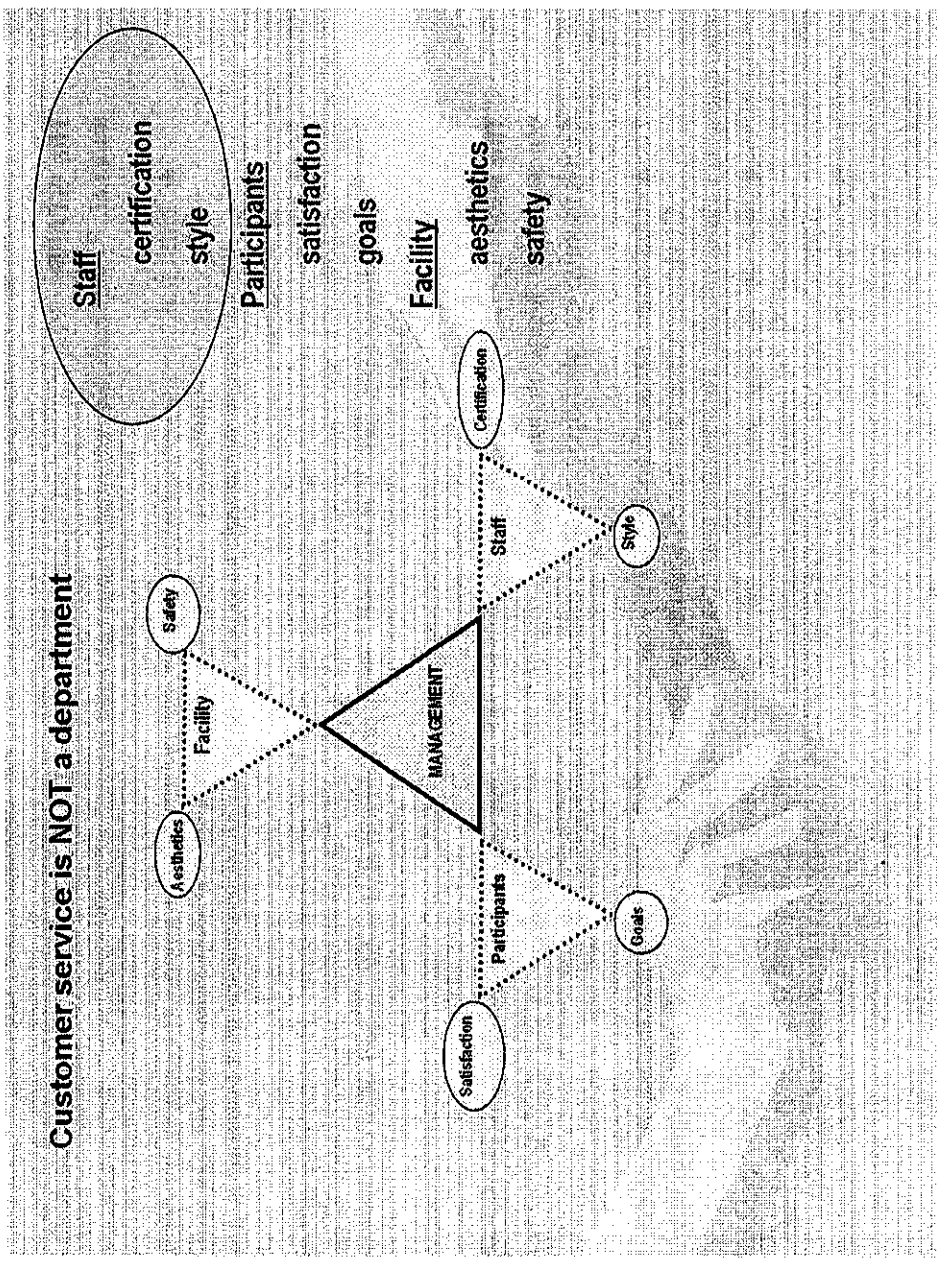 Customer service is NOT a department
Staff
certification
style
Participants
satisfaction
goals
Facility
aesthetics
safety
Aesthetics
Safety
Facility
MANAGEMENT
Satisfaction
Participants
Goals
Staff
Certification
Style